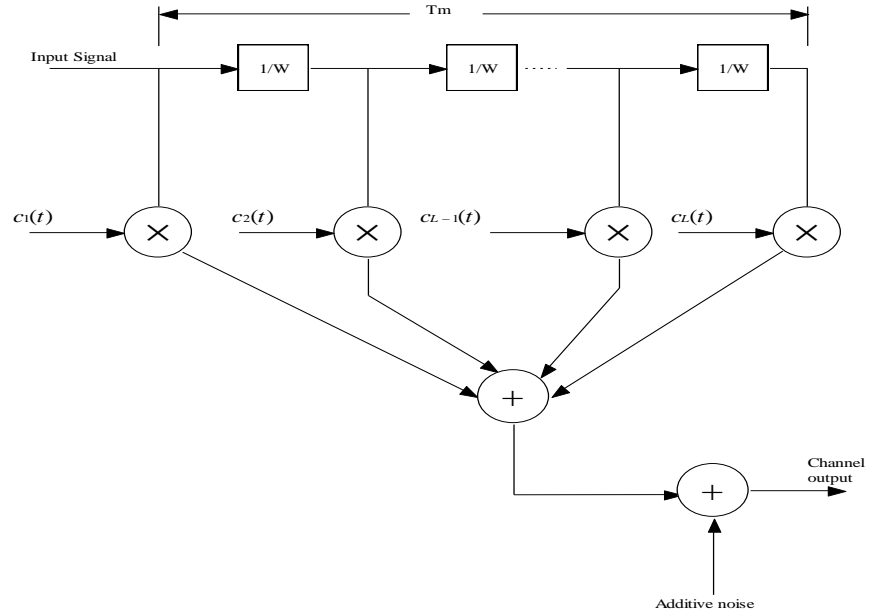 Tm
Input Signal
1/W 1/W ..... 1/W
c1(t) c2(t) cL-1(t) cL(t)
× × × ×
+
+
Channel
output
Additive noise